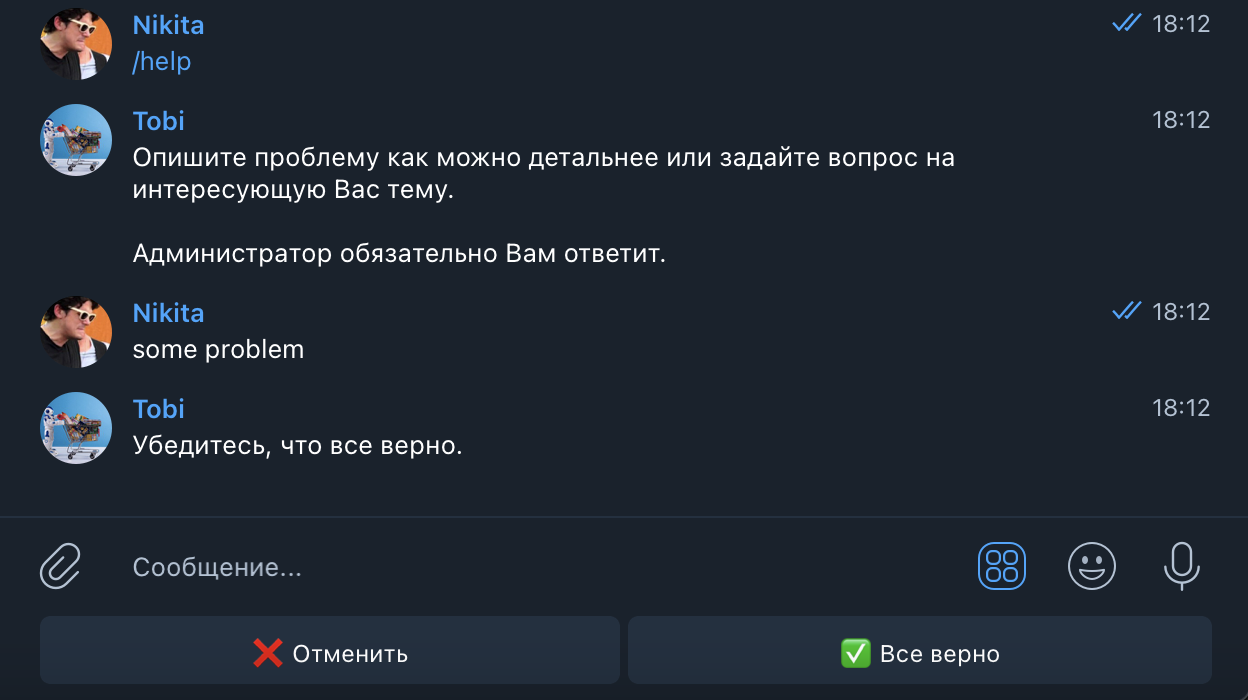 Nikita
18:12
/help
Tobi
18:12
Опишите проблему как можно детальнее или задайте вопрос на
интересующую Вас тему.
Администратор обязательно Вам ответит.
Nikita
18:12
some problem
Tobi
18:12
Убедитесь, что все верно.
Сообщение...
❌ Отменить
✅ Все верно